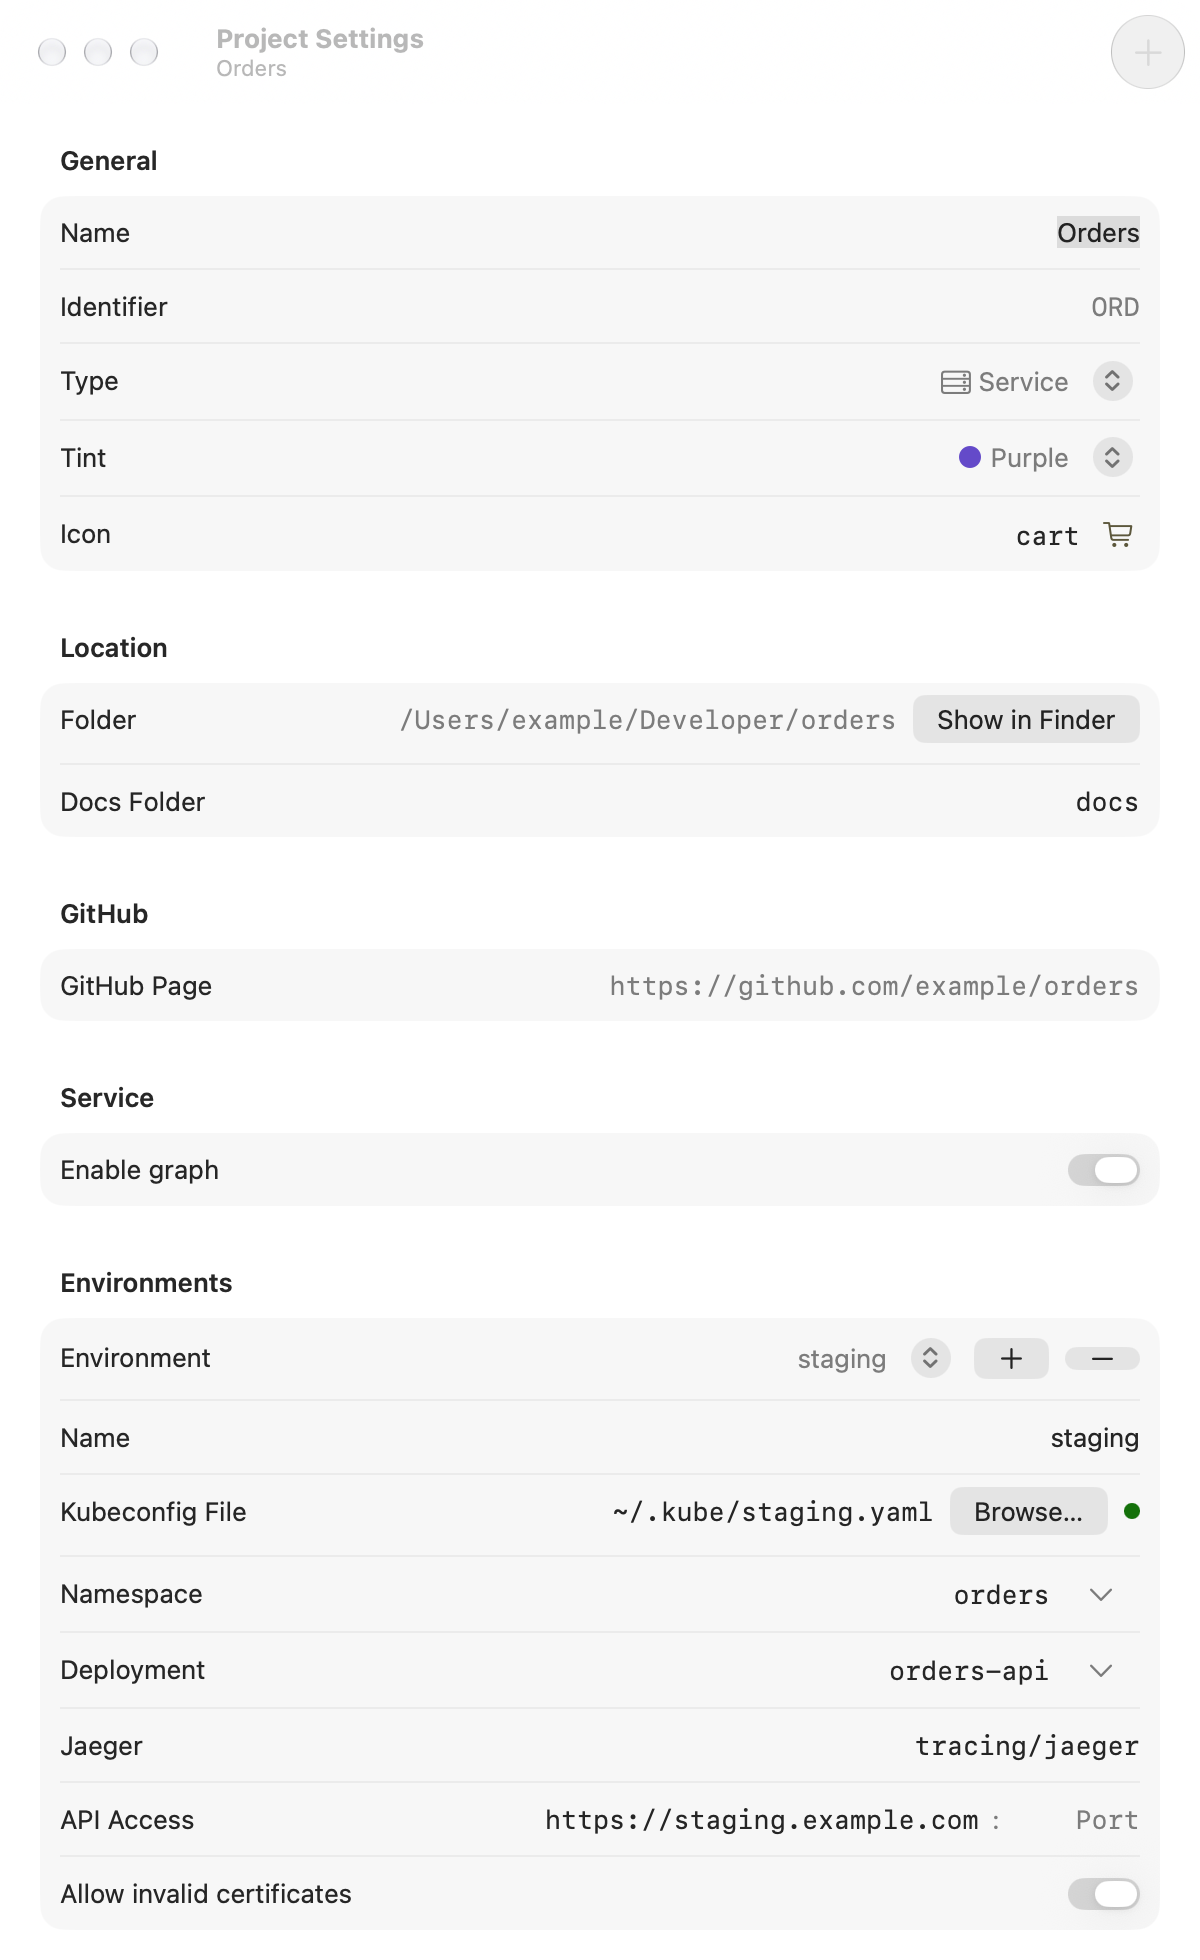 Project Settings
Orders
General
Name Orders
Identifier ORD
Type Service
Tint Purple
Icon cart
Location
Folder /Users/example/Developer/orders Show in Finder
Docs Folder docs
GitHub
GitHub Page https://github.com/example/orders
Service
Enable graph
Environments
Environment staging + −
Name staging
Kubeconfig File ~/.kube/staging.yaml Browse...
Namespace orders
Deployment orders-api
Jaeger tracing/jaeger
API Access https://staging.example.com : Port
Allow invalid certificates